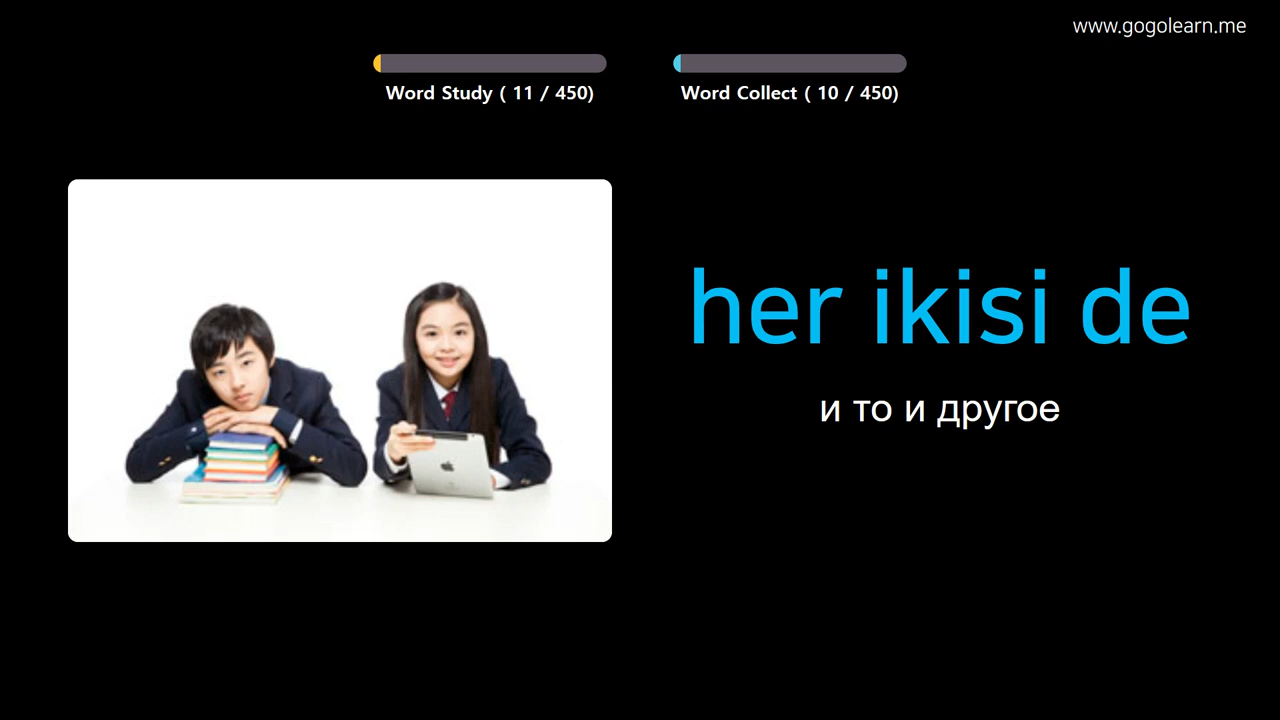 www.gogolearn.me
Word Study ( 11 / 450)
Word Collect ( 10 / 450)
her ikisi de
и то и другое